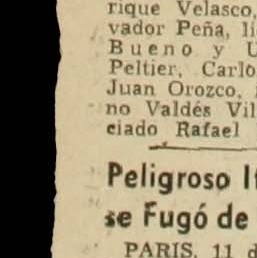 rique Velasco,
vador Peña, li
Bueno y U
Peltier, Carlo
Juan Orozco,
no Valdés Vil
ciado Rafael
Peligroso It
se Fugó de
PARIS, 11 d